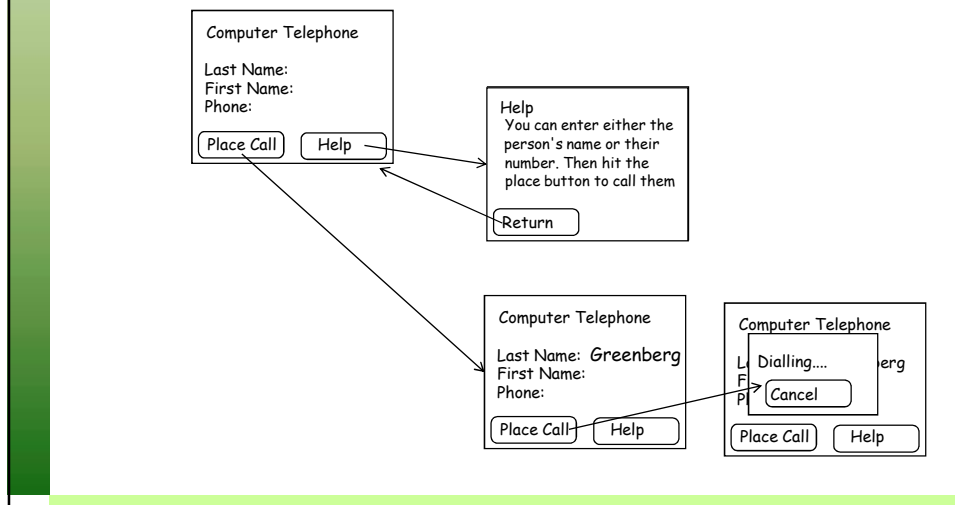 Computer Telephone
Last Name:
First Name:
Phone:
Place Call Help
Help
You can enter either the
person's name or their
number. Then hit the
place button to call them
Return
Computer Telephone
Last Name: Greenberg
First Name:
Phone:
Place Call Help
Computer Telephone
Dialling....
Cancel
Place Call Help